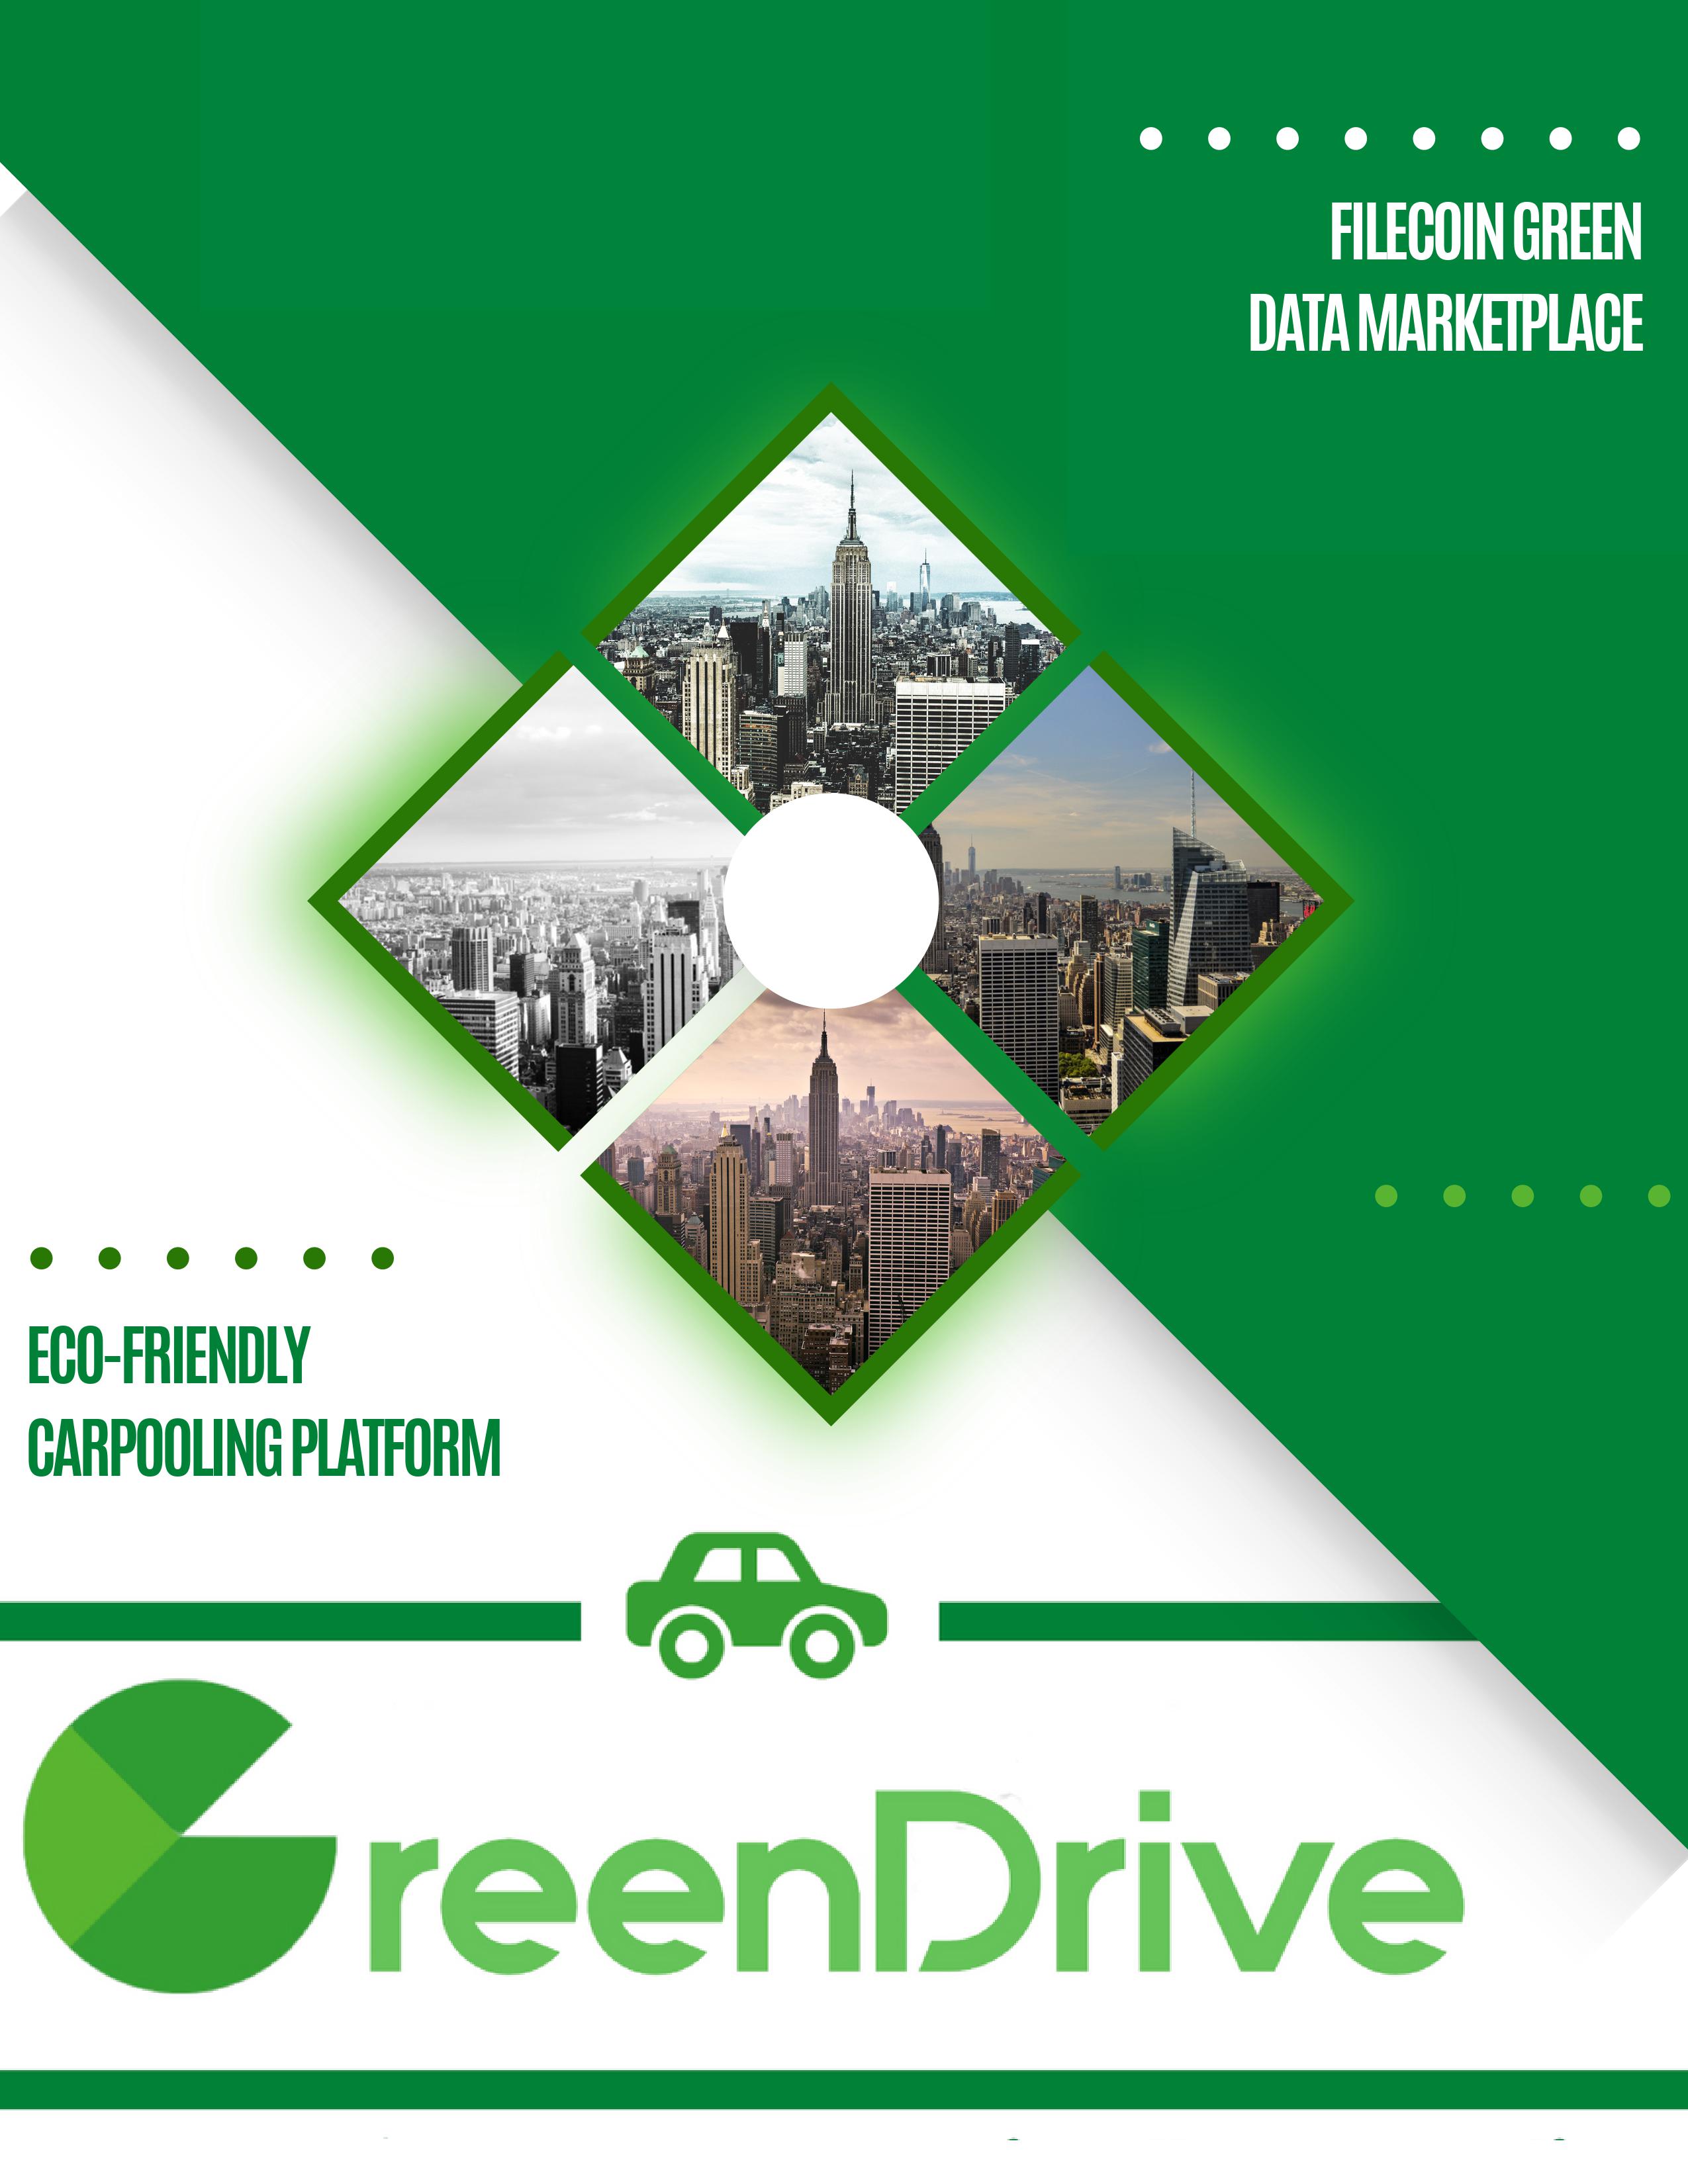 FILECOIN GREEN
DATA MARKETPLACE
ECO-FRIENDLY
CARPOOLING PLATFORM
GreenDrive